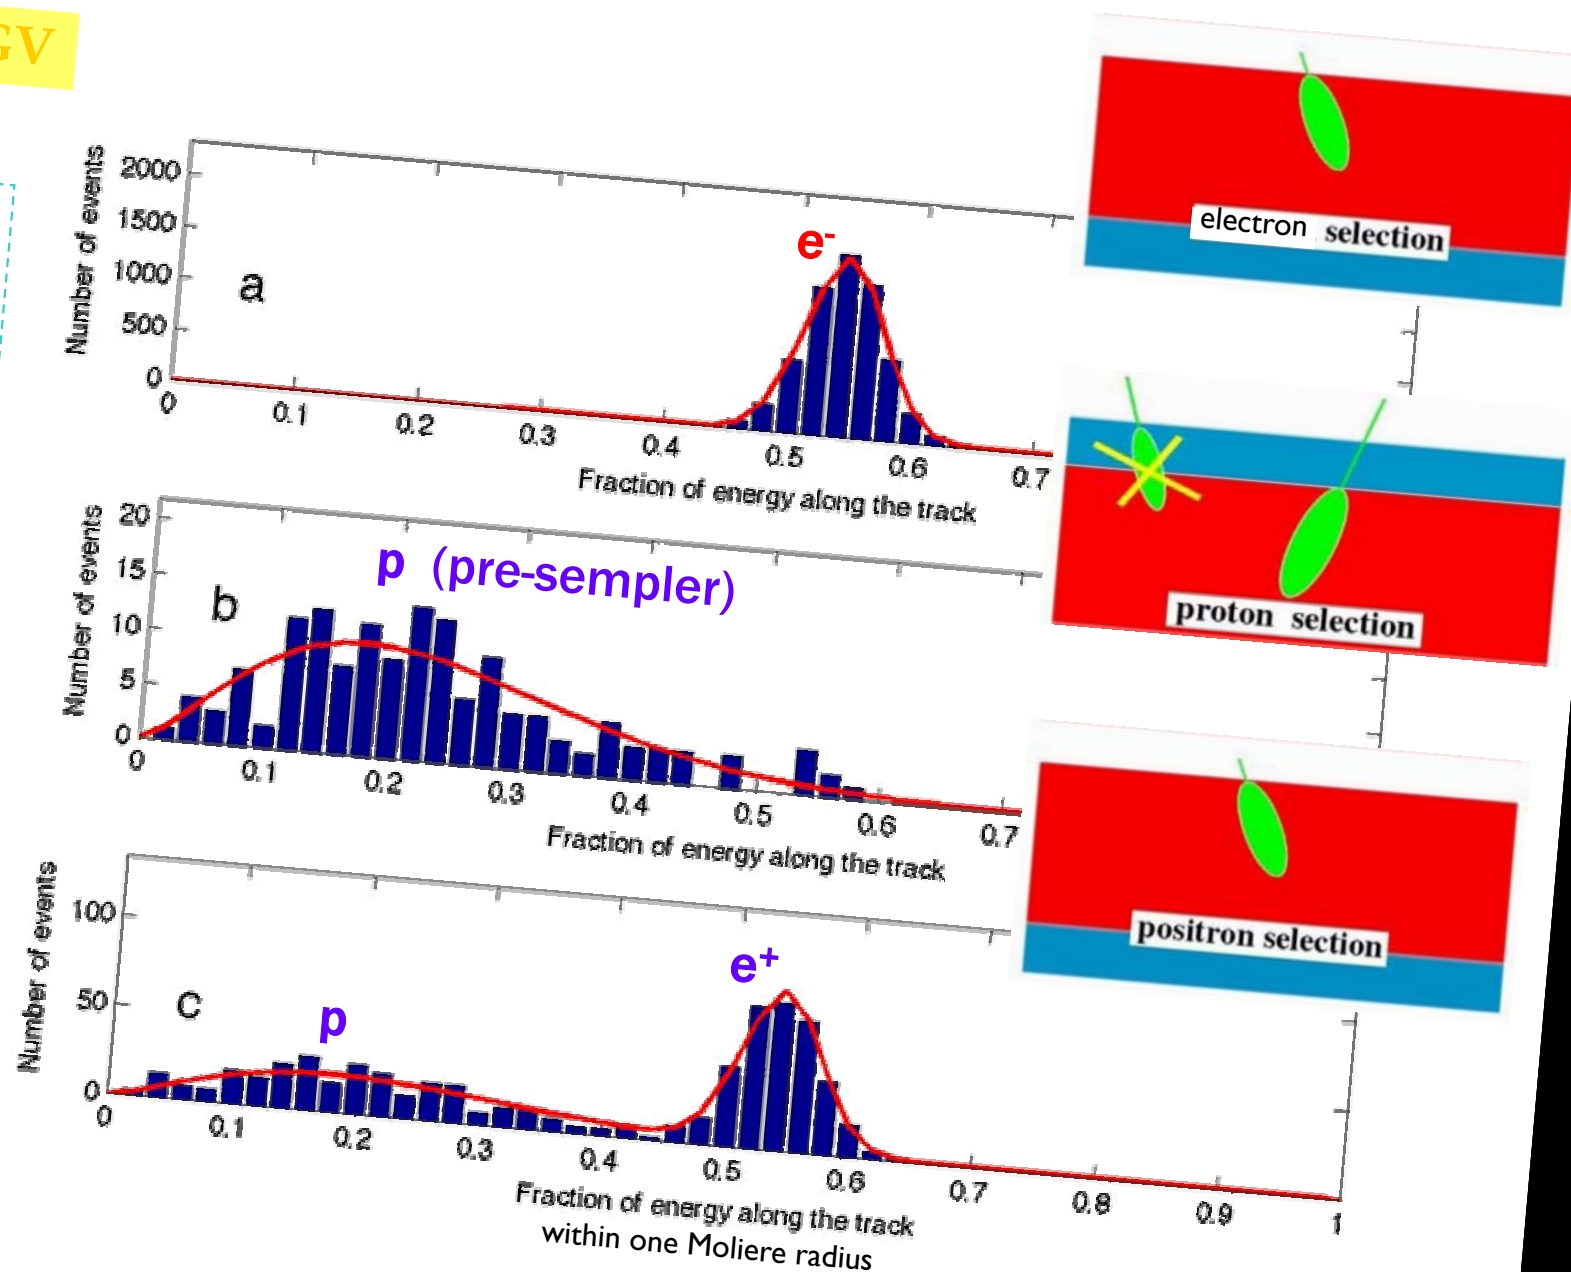 GV
2000
1500
1000
500
0
Number of events
a
e-
0 0.1 0.2 0.3 0.4 0.5 0.6 0.7
Fraction of energy along the track
electron selection
20
15
10
5
0
Number of events
b
p (pre-sempler)
0 0.1 0.2 0.3 0.4 0.5 0.6 0.7
Fraction of energy along the track
proton selection
100
50
0
Number of events
c
p
e+
0 0.1 0.2 0.3 0.4 0.5 0.6 0.7 0.8 0.9 1
Fraction of energy along the track
within one Moliere radius
positron selection